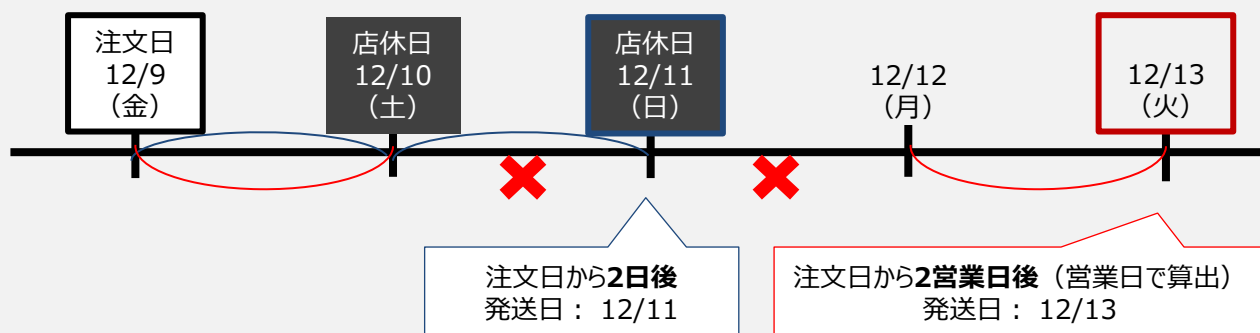 注文日
12/9
（金）
店休日
12/10
（土）
店休日
12/11
（日）
12/12
（月）
12/13
（火）
注文日から2日後
発送日： 12/11
注文日から2営業日後（営業日で算出）
発送日： 12/13